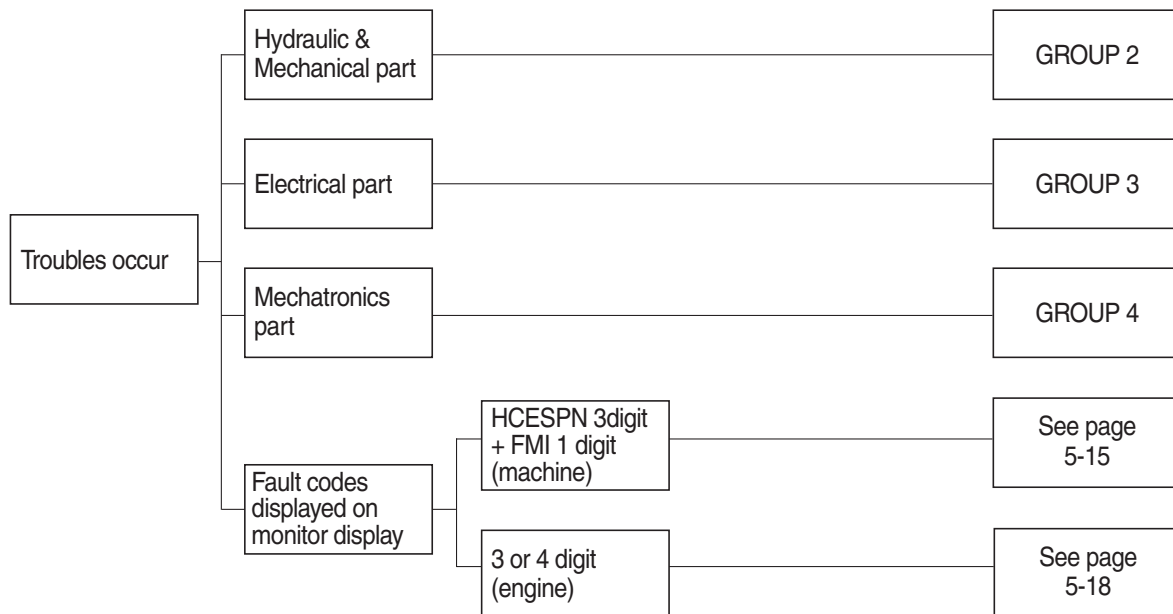 Troubles occur
Hydraulic &
Mechanical part
GROUP 2
Electrical part
GROUP 3
Mechatronics
part
GROUP 4
Fault codes
displayed on
monitor display
HCESPN 3digit
+ FMI 1 digit
(machine)
See page
5-15
3 or 4 digit
(engine)
See page
5-18